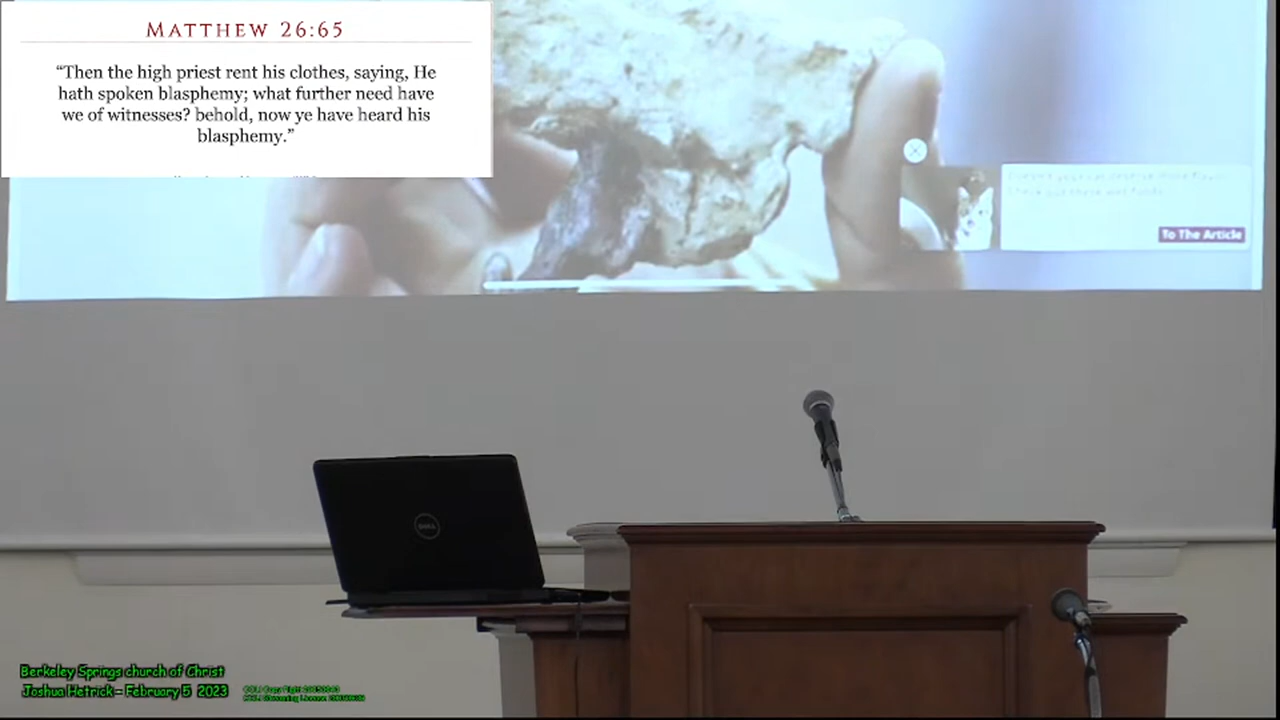 MATTHEW 26:65
“Then the high priest rent his clothes, saying, He
hath spoken blasphemy; what further need have
we of witnesses? behold, now ye have heard his
blasphemy.”
To The Article
DELL
Berkeley Springs church of Christ
Joshua Hetrick - February 5 2023